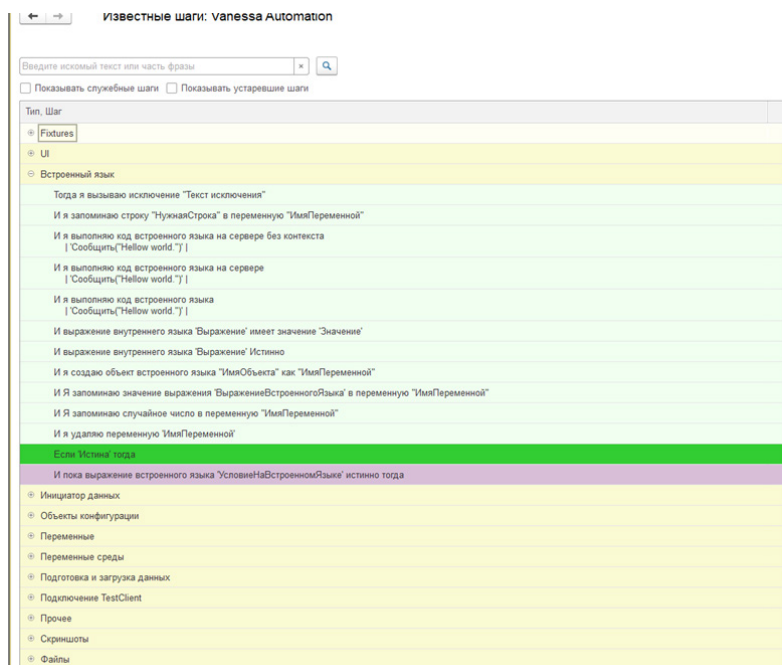 Известные шаги: Vanessa Automation
Введите искомый текст или часть фразы
Показывать служебные шаги Показывать устаревшие шаги
Тип, Шаг
Fixtures
UI
Встроенный язык
Тогда я вызываю исключение "Текст исключения"
И я запоминаю строку "НужнаяСтрока" в переменную "ИмяПеременной"
И я выполняю код встроенного языка на сервере без контекста
| 'Сообщить("Hellow world.")' |
И я выполняю код встроенного языка на сервере
| 'Сообщить("Hellow world.")' |
И я выполняю код встроенного языка
| 'Сообщить("Hellow world.")' |
И выражение внутреннего языка 'Выражение' имеет значение 'Значение'
И выражение внутреннего языка 'Выражение' Истинно
И я создаю объект встроенного языка "ИмяОбъекта" как "ИмяПеременной"
И Я запоминаю значение выражения 'ВыражениеВстроенногоЯзыка' в переменную "ИмяПеременной"
И Я запоминаю случайное число в переменную "ИмяПеременной"
И я удаляю переменную 'ИмяПеременной'
Если 'Истина' тогда
И пока выражение встроенного языка 'УсловиеНаВстроенномЯзыке' истинно тогда
Инициатор данных
Объекты конфигурации
Переменные
Переменные среды
Подготовка и загрузка данных
Подключение TestClient
Прочее
Скриншоты
Файлы